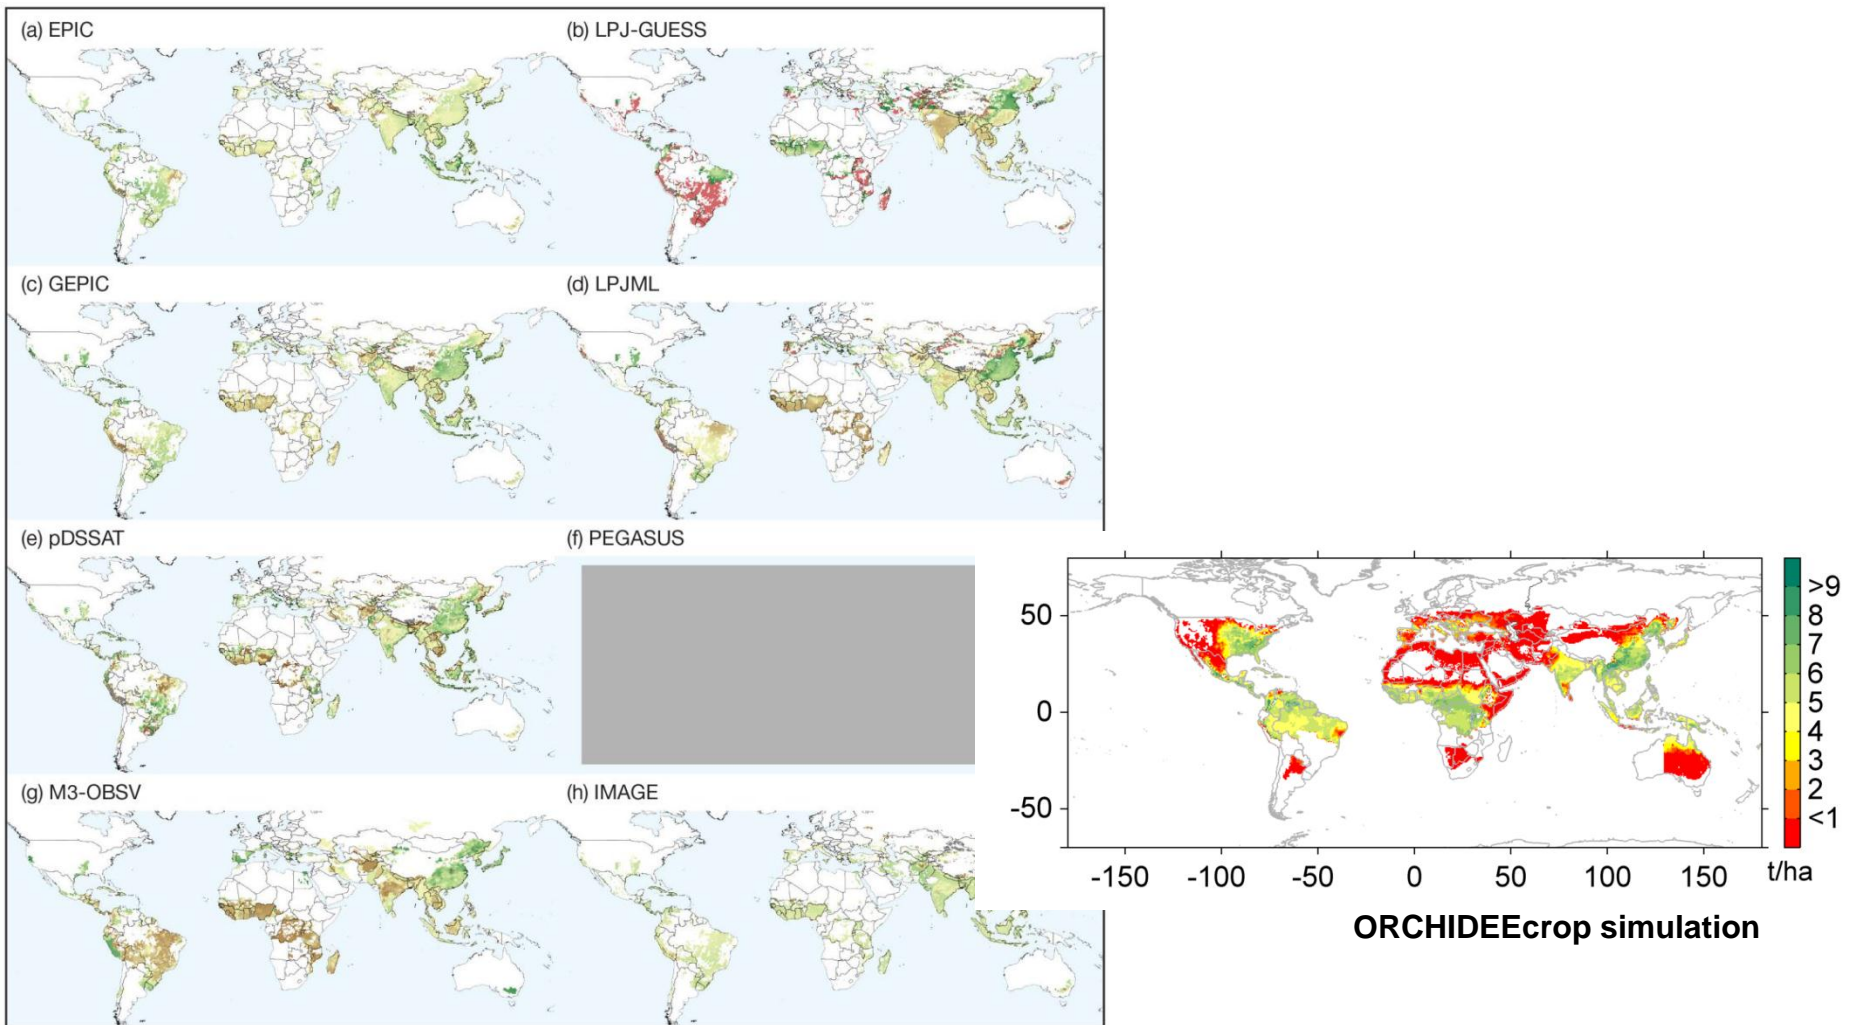 (a) EPIC
(b) LPJ-GUESS
(c) GEPIC
(d) LPJML
(e) pDSSAT
(f) PEGASUS
(g) M3-OBSV
(h) IMAGE
50
0
-50
-150 -100 -50 0 50 100 150
>9
8
7
6
5
4
3
2
<1
t/ha
ORCHIDEEcrop simulation